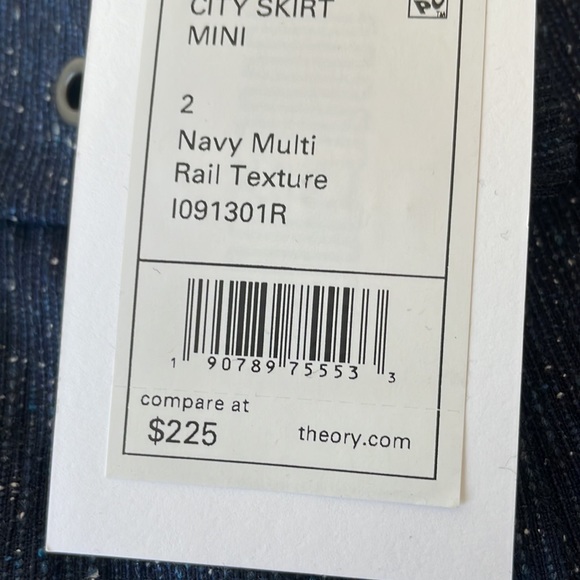 CITY SKIRT
MINI
2
Navy Multi
Rail Texture
I091301R
1 90789 75553 3
compare at
$225
theory.com